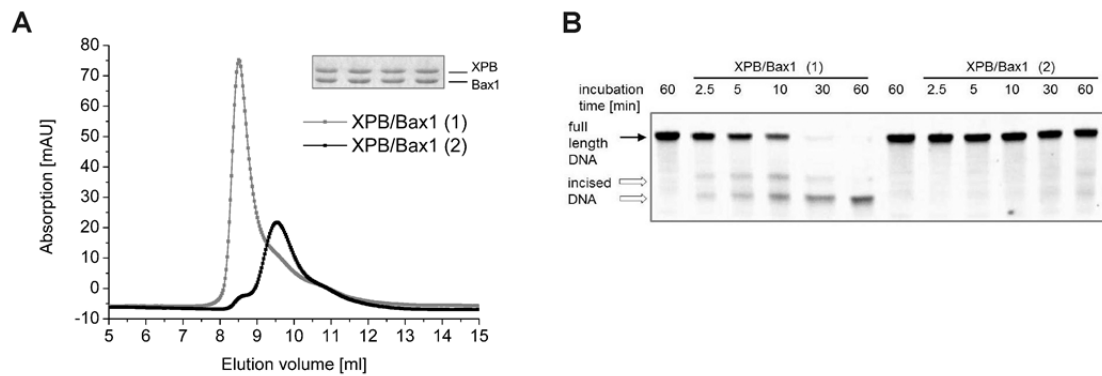 A
80
70
60
50
40
30
20
10
0
-10
Absorption [mAU]
5 6 7 8 9 10 11 12 13 14 15
Elution volume [ml]
XPB
Bax1
XPB/Bax1 (1)
XPB/Bax1 (2)
B
XPB/Bax1 (1) XPB/Bax1 (2)
incubation 60 2.5 5 10 30 60 60 2.5 5 10 30 60
time [min]
full
length
DNA
incised
DNA